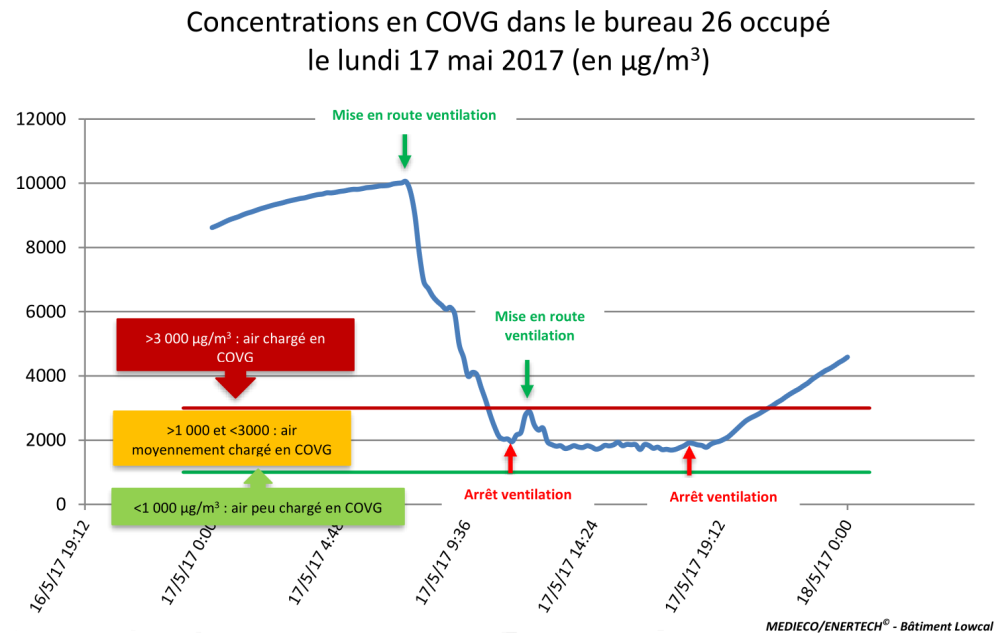 Concentrations en COVG dans le bureau 26 occupé
le lundi 17 mai 2017 (en µg/m³)
Mise en route ventilation
12000
10000
8000
6000
4000
2000
0
Mise en route
ventilation
>3 000 µg/m³ : air chargé en
COVG
>1 000 et <3000 : air
moyennement chargé en COVG
<1 000 µg/m³ : air peu chargé en COVG
Arrêt ventilation
Arrêt ventilation
16/5/17 19:12
17/5/17 0:00
17/5/17 4:48
17/5/17 9:36
17/5/17 14:24
17/5/17 19:12
18/5/17 0:00
MEDIECO/ENERTECH© - Bâtiment Lowcal